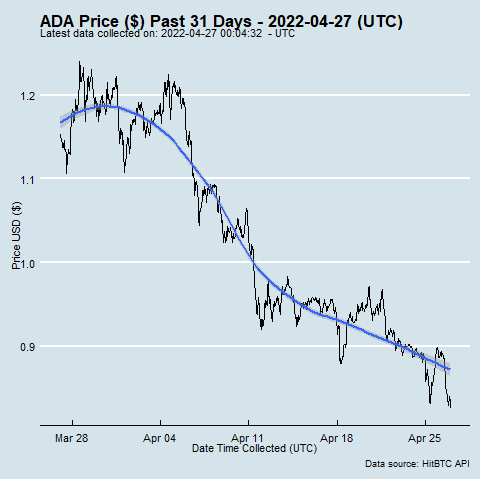 ADA Price ($) Past 31 Days - 2022-04-27 (UTC)
Latest data collected on: 2022-04-27 00:04:32  - UTC
Price USD ($)
1.2
1.1
1.0
0.9
Mar 28 Apr 04 Apr 11 Apr 18 Apr 25
Date Time Collected (UTC)
Data source: HitBTC API